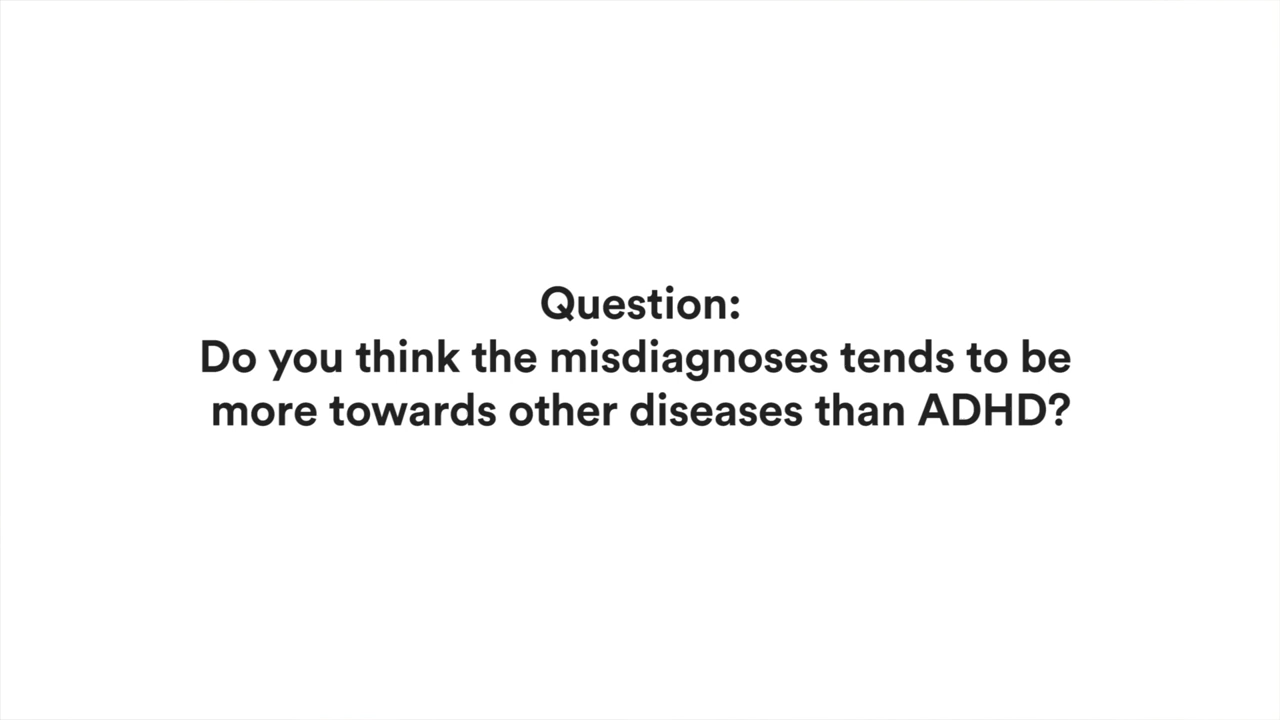 Question:
Do you think the misdiagnoses tends to be
more towards other diseases than ADHD?